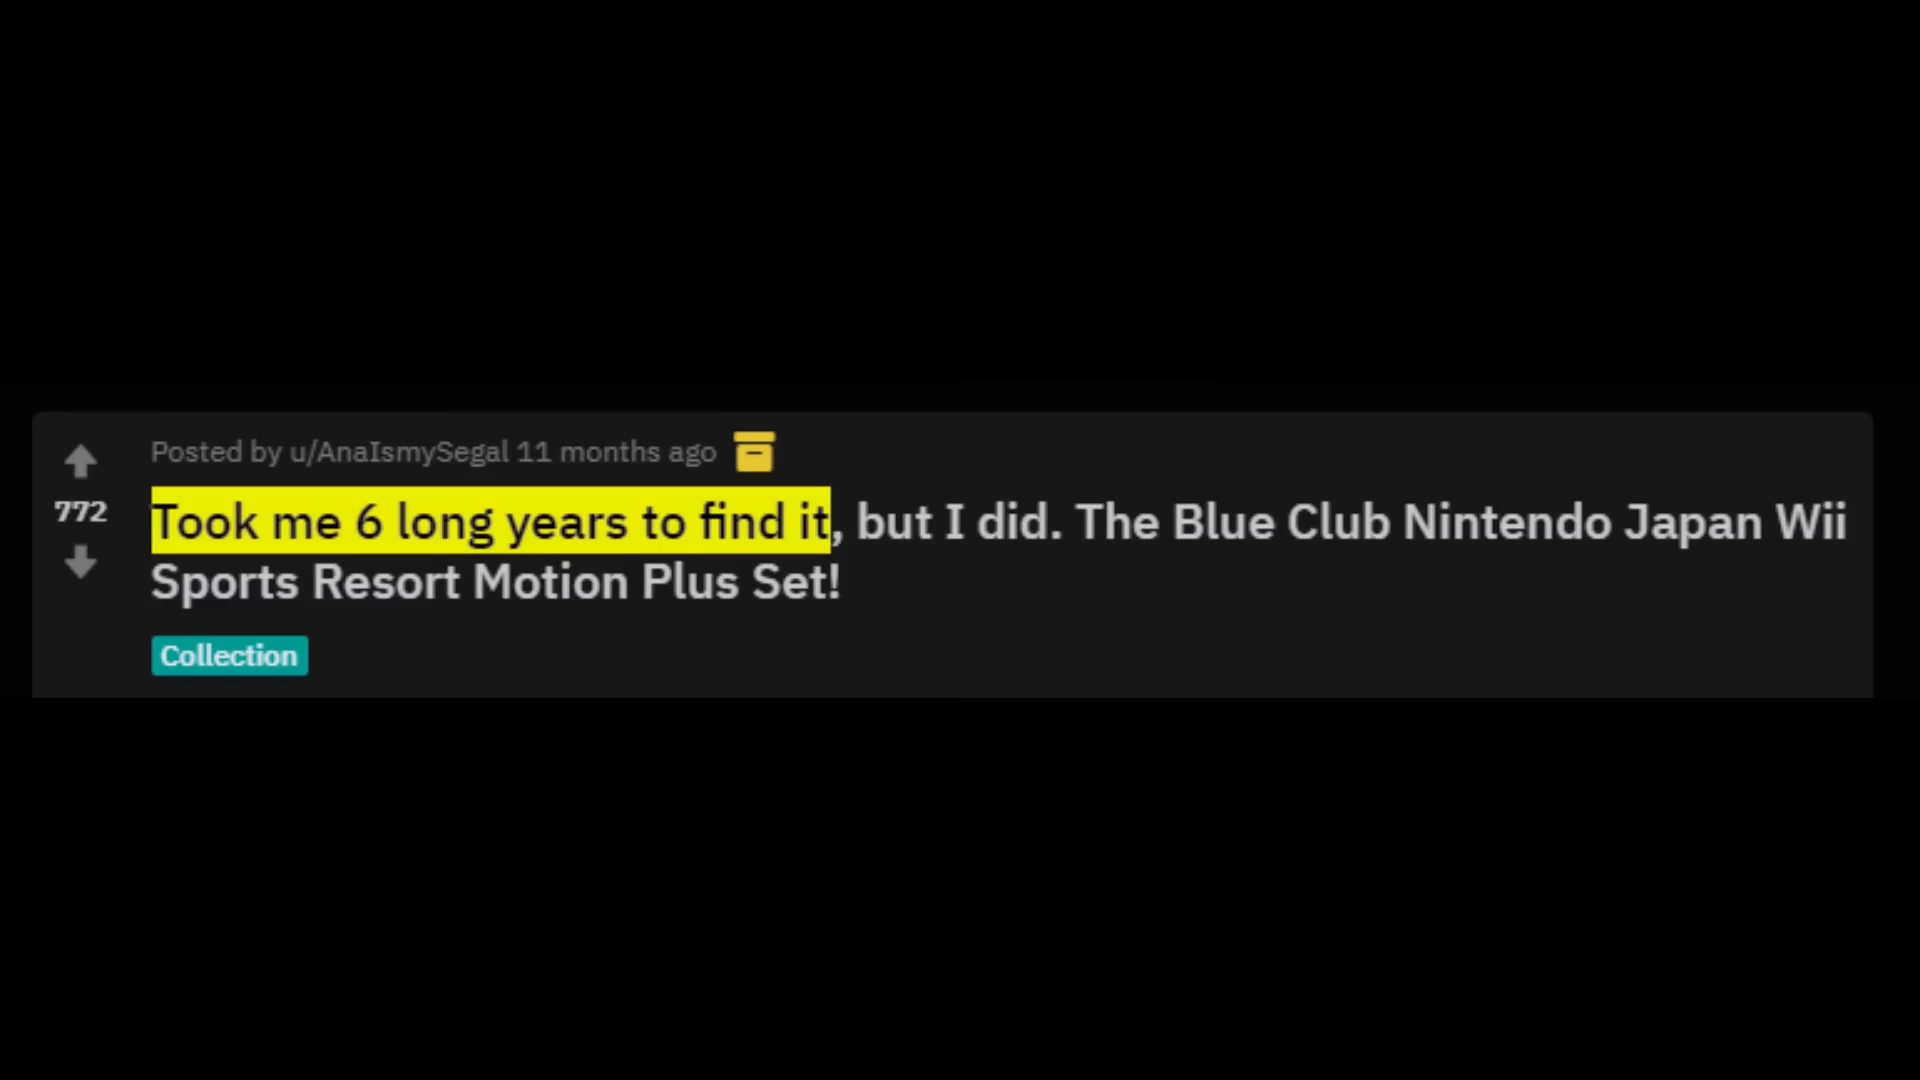 Posted by u/AnaIsmySegal 11 months ago
772
Took me 6 long years to find it, but I did. The Blue Club Nintendo Japan Wii
Sports Resort Motion Plus Set!
Collection